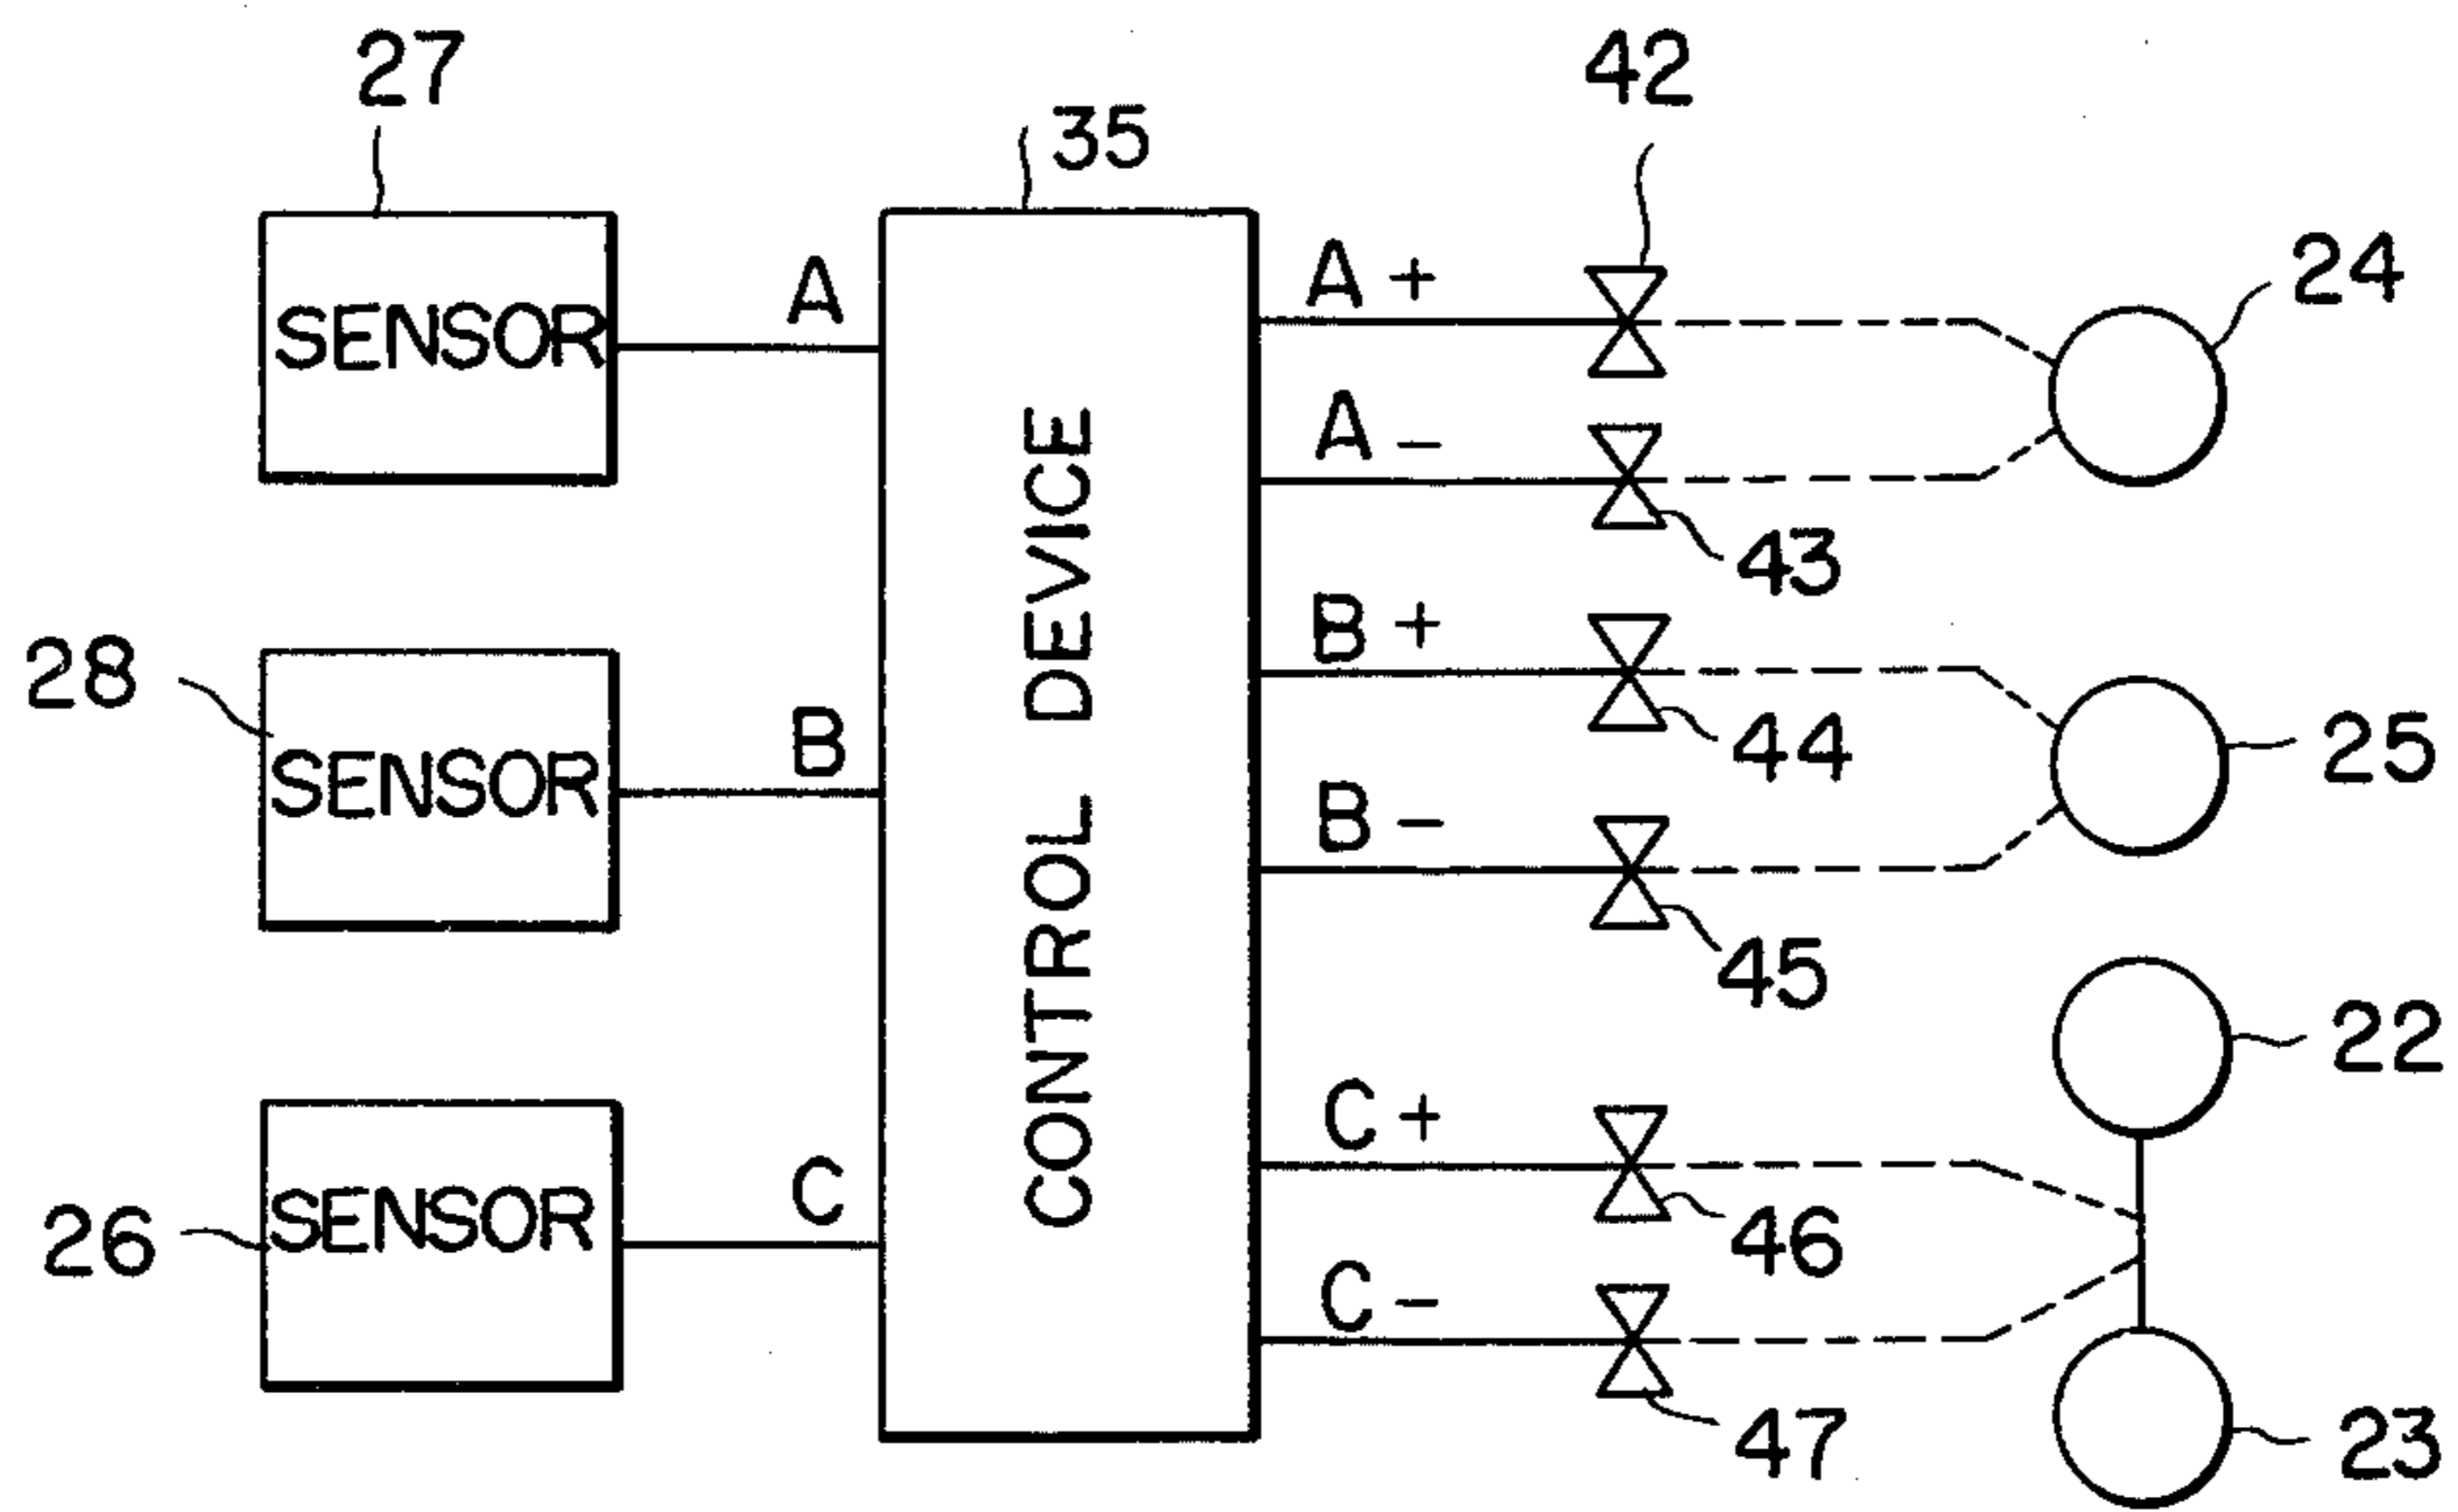 27
35
42
24
SENSOR
A
A+
A-
43
28
SENSOR
B
CONTROL DEVICE
B+
44
25
B-
45
22
26
SENSOR
C
C+
46
C-
47
23